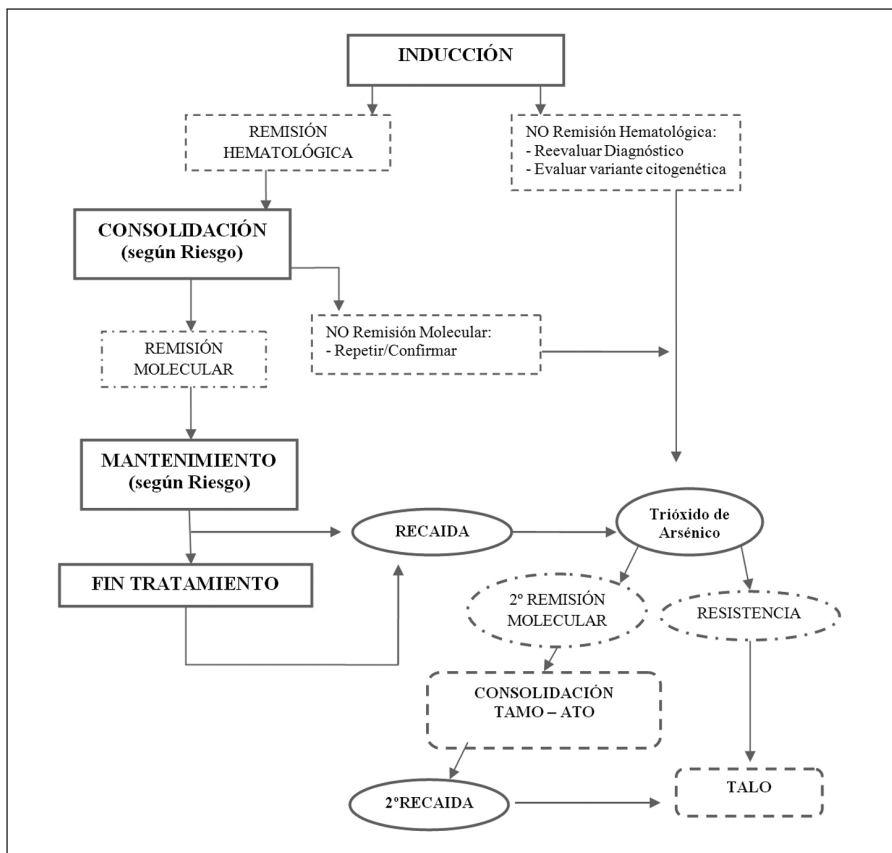 INDUCCIÓN
REMISIÓN
HEMATOLÓGICA
NO Remisión Hematológica:
- Reevaluar Diagnóstico
- Evaluar variante citogenética
CONSOLIDACIÓN
(según Riesgo)
REMISIÓN
MOLECULAR
NO Remisión Molecular:
- Repetir/Confirmar
MANTENIMIENTO
(según Riesgo)
RECAIDA
Trióxido de
Arsénico
FIN TRATAMIENTO
2º REMISIÓN
MOLECULAR
RESISTENCIA
CONSOLIDACIÓN
TAMO – ATO
2ºRECAIDA
TALO